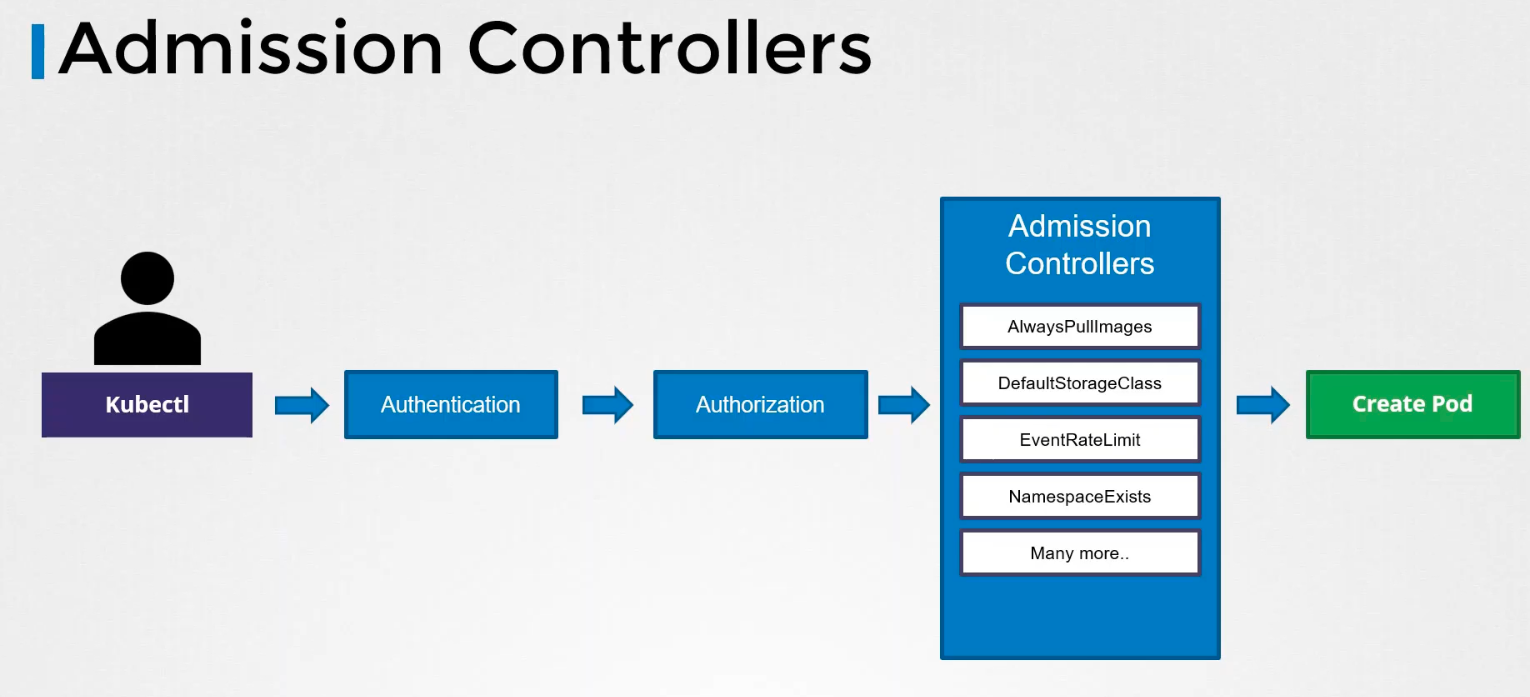 Admission Controllers
Kubectl
Authentication
Authorization
Admission
Controllers
AlwaysPullImages
DefaultStorageClass
EventRateLimit
NamespaceExists
Many more..
Create Pod